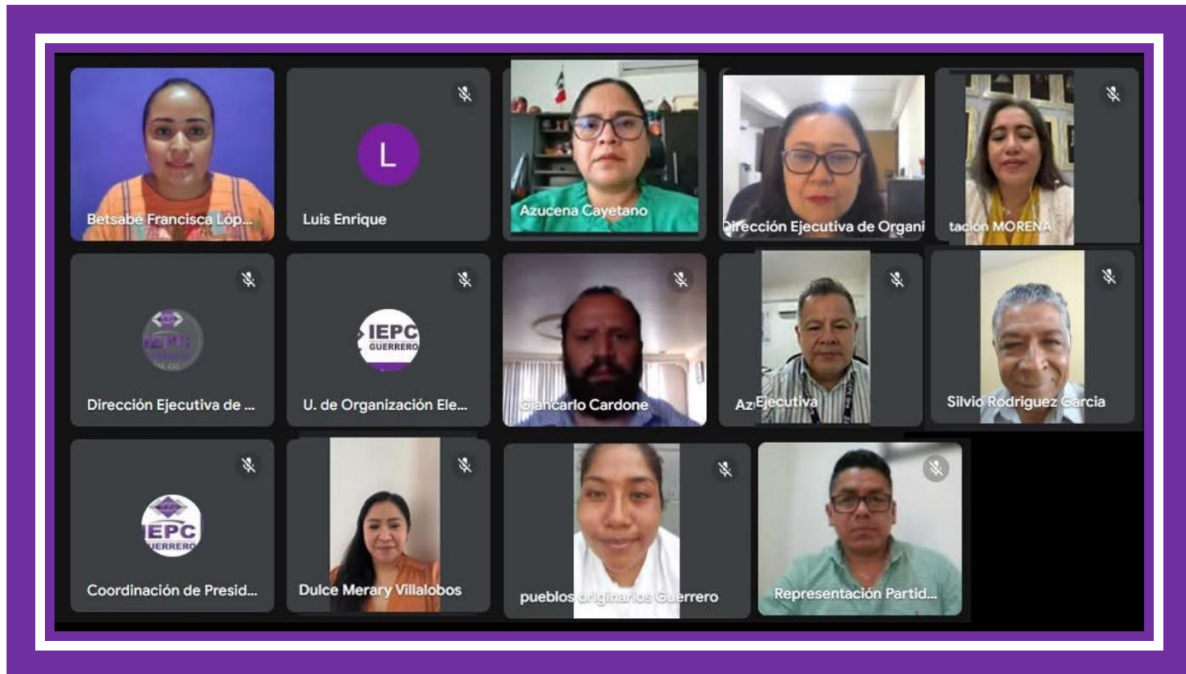 Betsabé Francisca Lóp...
L
Luis Enrique
Azucena Cayetano
Dirección Ejecutiva de Organi
tación MORENA
Dirección Ejecutiva de ...
IEPC
GUERRERO
U. de Organización Ele...
Giancarlo Cardone
Az
Ejecutiva
Silvio Rodriguez Garcia
IEPC
GUERRERO
Coordinación de Presid...
Dulce Merary Villalobos
pueblos originarios Guerrero
Representación Partid...